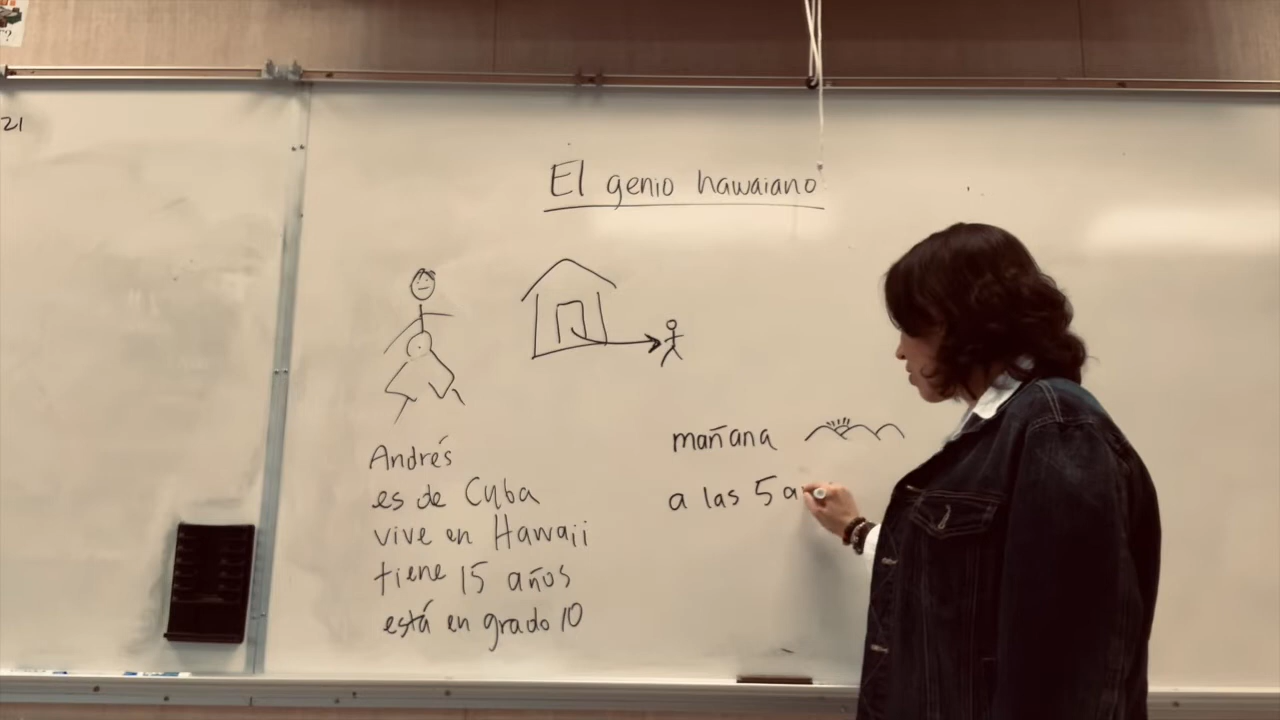 21
El genio hawaiano
Andrés
es de Cuba
vive en Hawaii
tiene 15 años
está en grado 10
mañana
a las 5 a